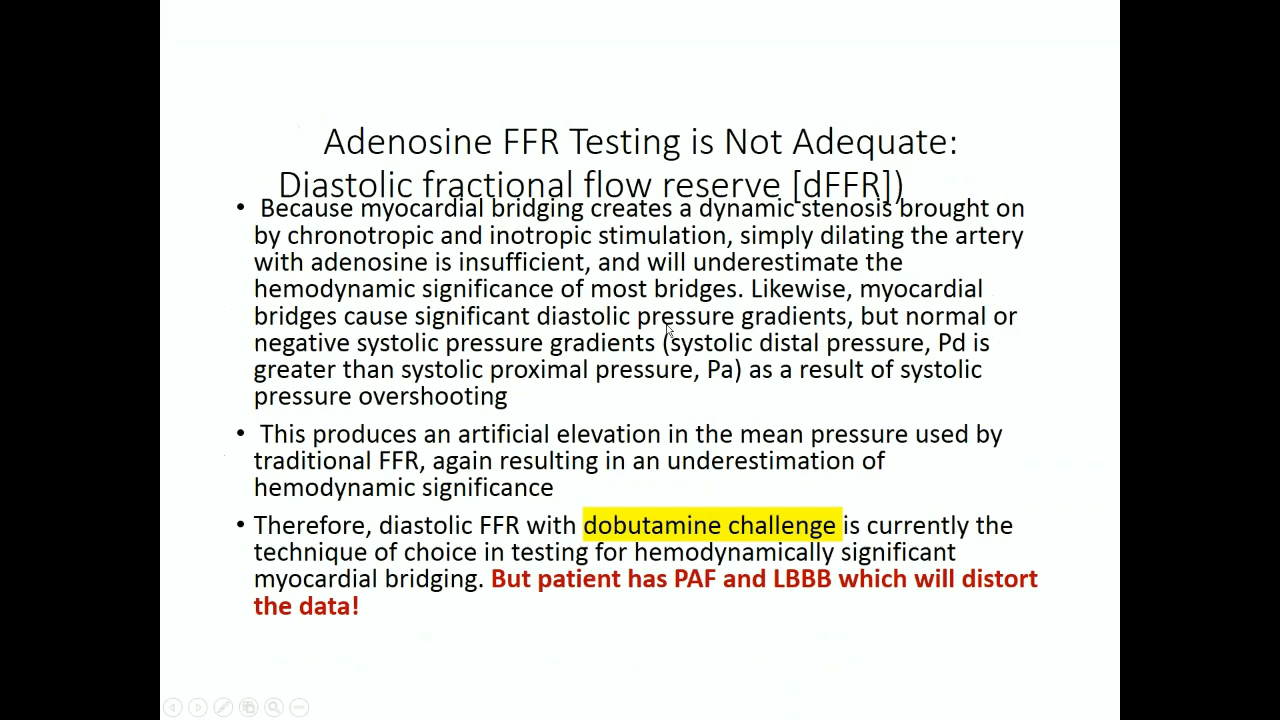 Adenosine FFR Testing is Not Adequate:
Diastolic fractional flow reserve [dFFR])
• Because myocardial bridging creates a dynamic stenosis brought on
by chronotropic and inotropic stimulation, simply dilating the artery
with adenosine is insufficient, and will underestimate the
hemodynamic significance of most bridges. Likewise, myocardial
bridges cause significant diastolic pressure gradients, but normal or
negative systolic pressure gradients (systolic distal pressure, Pd is
greater than systolic proximal pressure, Pa) as a result of systolic
pressure overshooting
• This produces an artificial elevation in the mean pressure used by
traditional FFR, again resulting in an underestimation of
hemodynamic significance
• Therefore, diastolic FFR with dobutamine challenge is currently the
technique of choice in testing for hemodynamically significant
myocardial bridging. But patient has PAF and LBBB which will distort
the data!